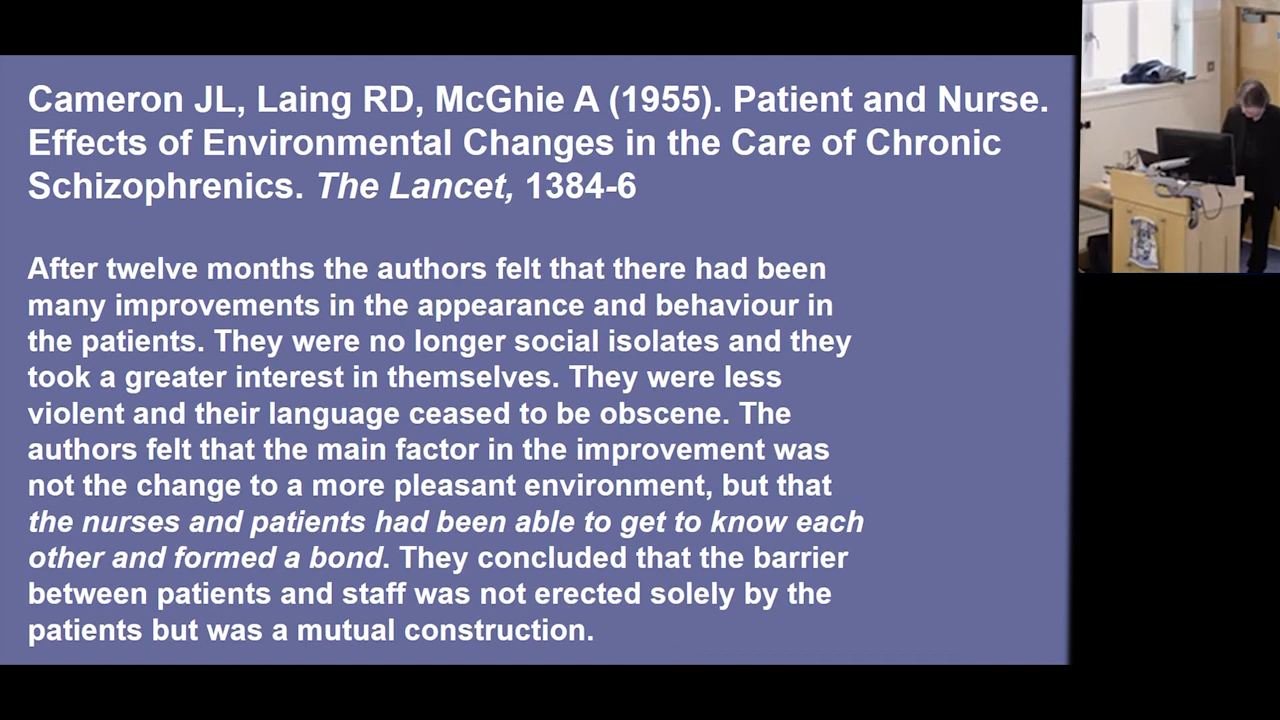 Cameron JL, Laing RD, McGhie A (1955). Patient and Nurse.
Effects of Environmental Changes in the Care of Chronic
Schizophrenics. The Lancet, 1384-6
After twelve months the authors felt that there had been
many improvements in the appearance and behaviour in
the patients. They were no longer social isolates and they
took a greater interest in themselves. They were less
violent and their language ceased to be obscene. The
authors felt that the main factor in the improvement was
not the change to a more pleasant environment, but that
the nurses and patients had been able to get to know each
other and formed a bond. They concluded that the barrier
between patients and staff was not erected solely by the
patients but was a mutual construction.